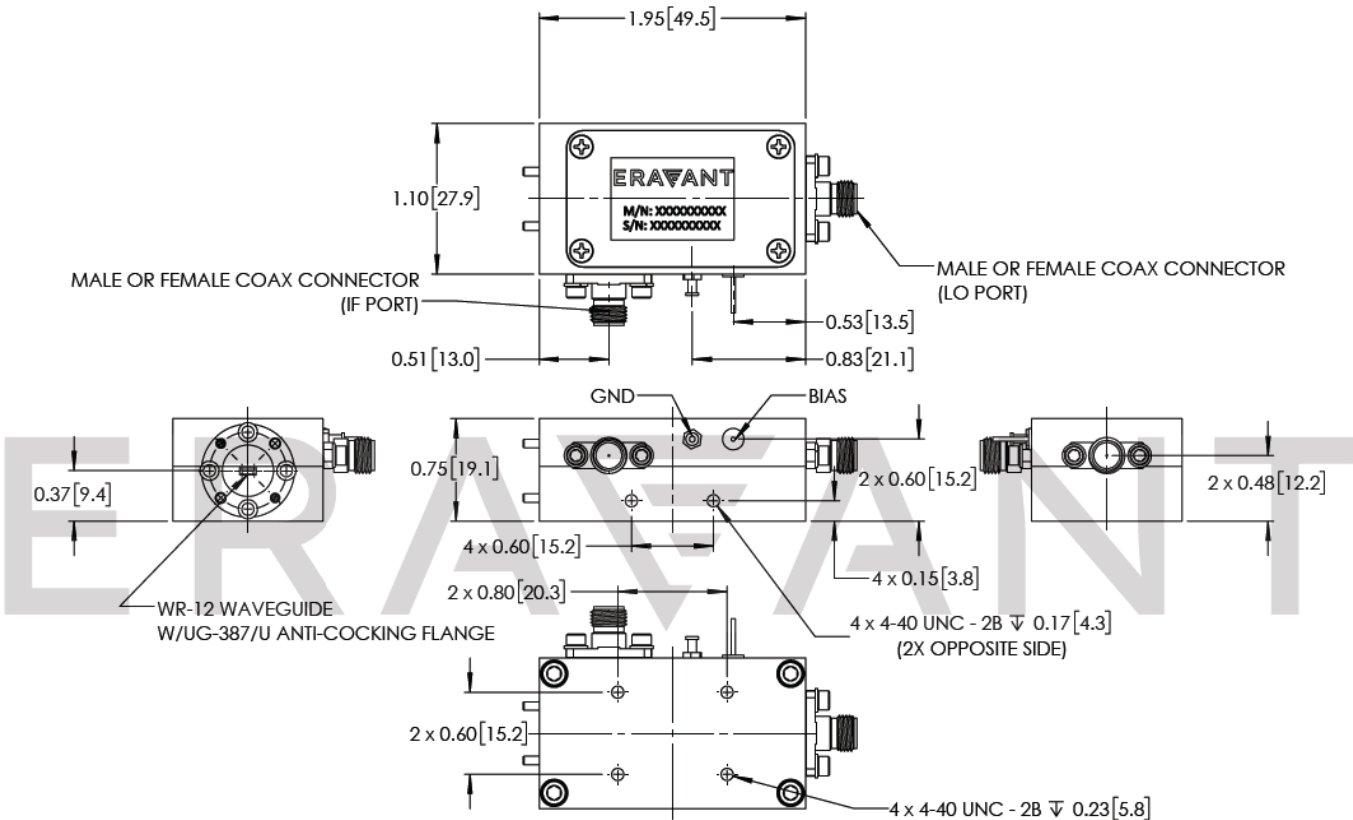 1.95[49.5]
1.10[27.9]
ERAVANT
M/N: XXXXXXXXXX
S/N: XXXXXXXXXX
MALE OR FEMALE COAX CONNECTOR
(IF PORT)
MALE OR FEMALE COAX CONNECTOR
(LO PORT)
0.53[13.5]
0.51[13.0]
0.83[21.1]
GND
BIAS
0.37[9.4]
0.75[19.1]
2 x 0.60[15.2]
2 x 0.48[12.2]
4 x 0.60[15.2]
4 x 0.15[3.8]
ERAVANT
WR-12 WAVEGUIDE
W/UG-387/U ANTI-COCKING FLANGE
2 x 0.80[20.3]
4 x 4-40 UNC - 2B ↧ 0.17[4.3]
(2X OPPOSITE SIDE)
2 x 0.60[15.2]
4 x 4-40 UNC - 2B ↧ 0.23[5.8]